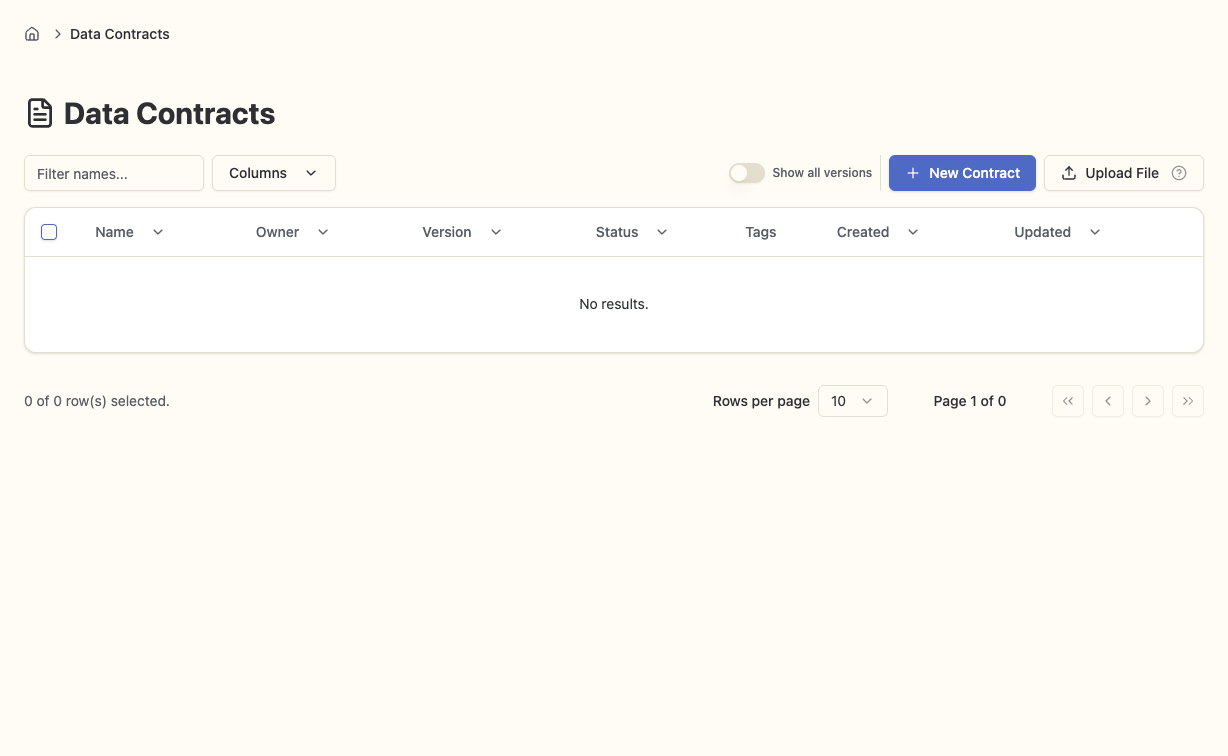 Data Contracts
Data Contracts
Filter names...
Columns
Show all versions
New Contract
Upload File
Name Owner Version Status Tags Created Updated
No results.
0 of 0 row(s) selected.
Rows per page 10
Page 1 of 0